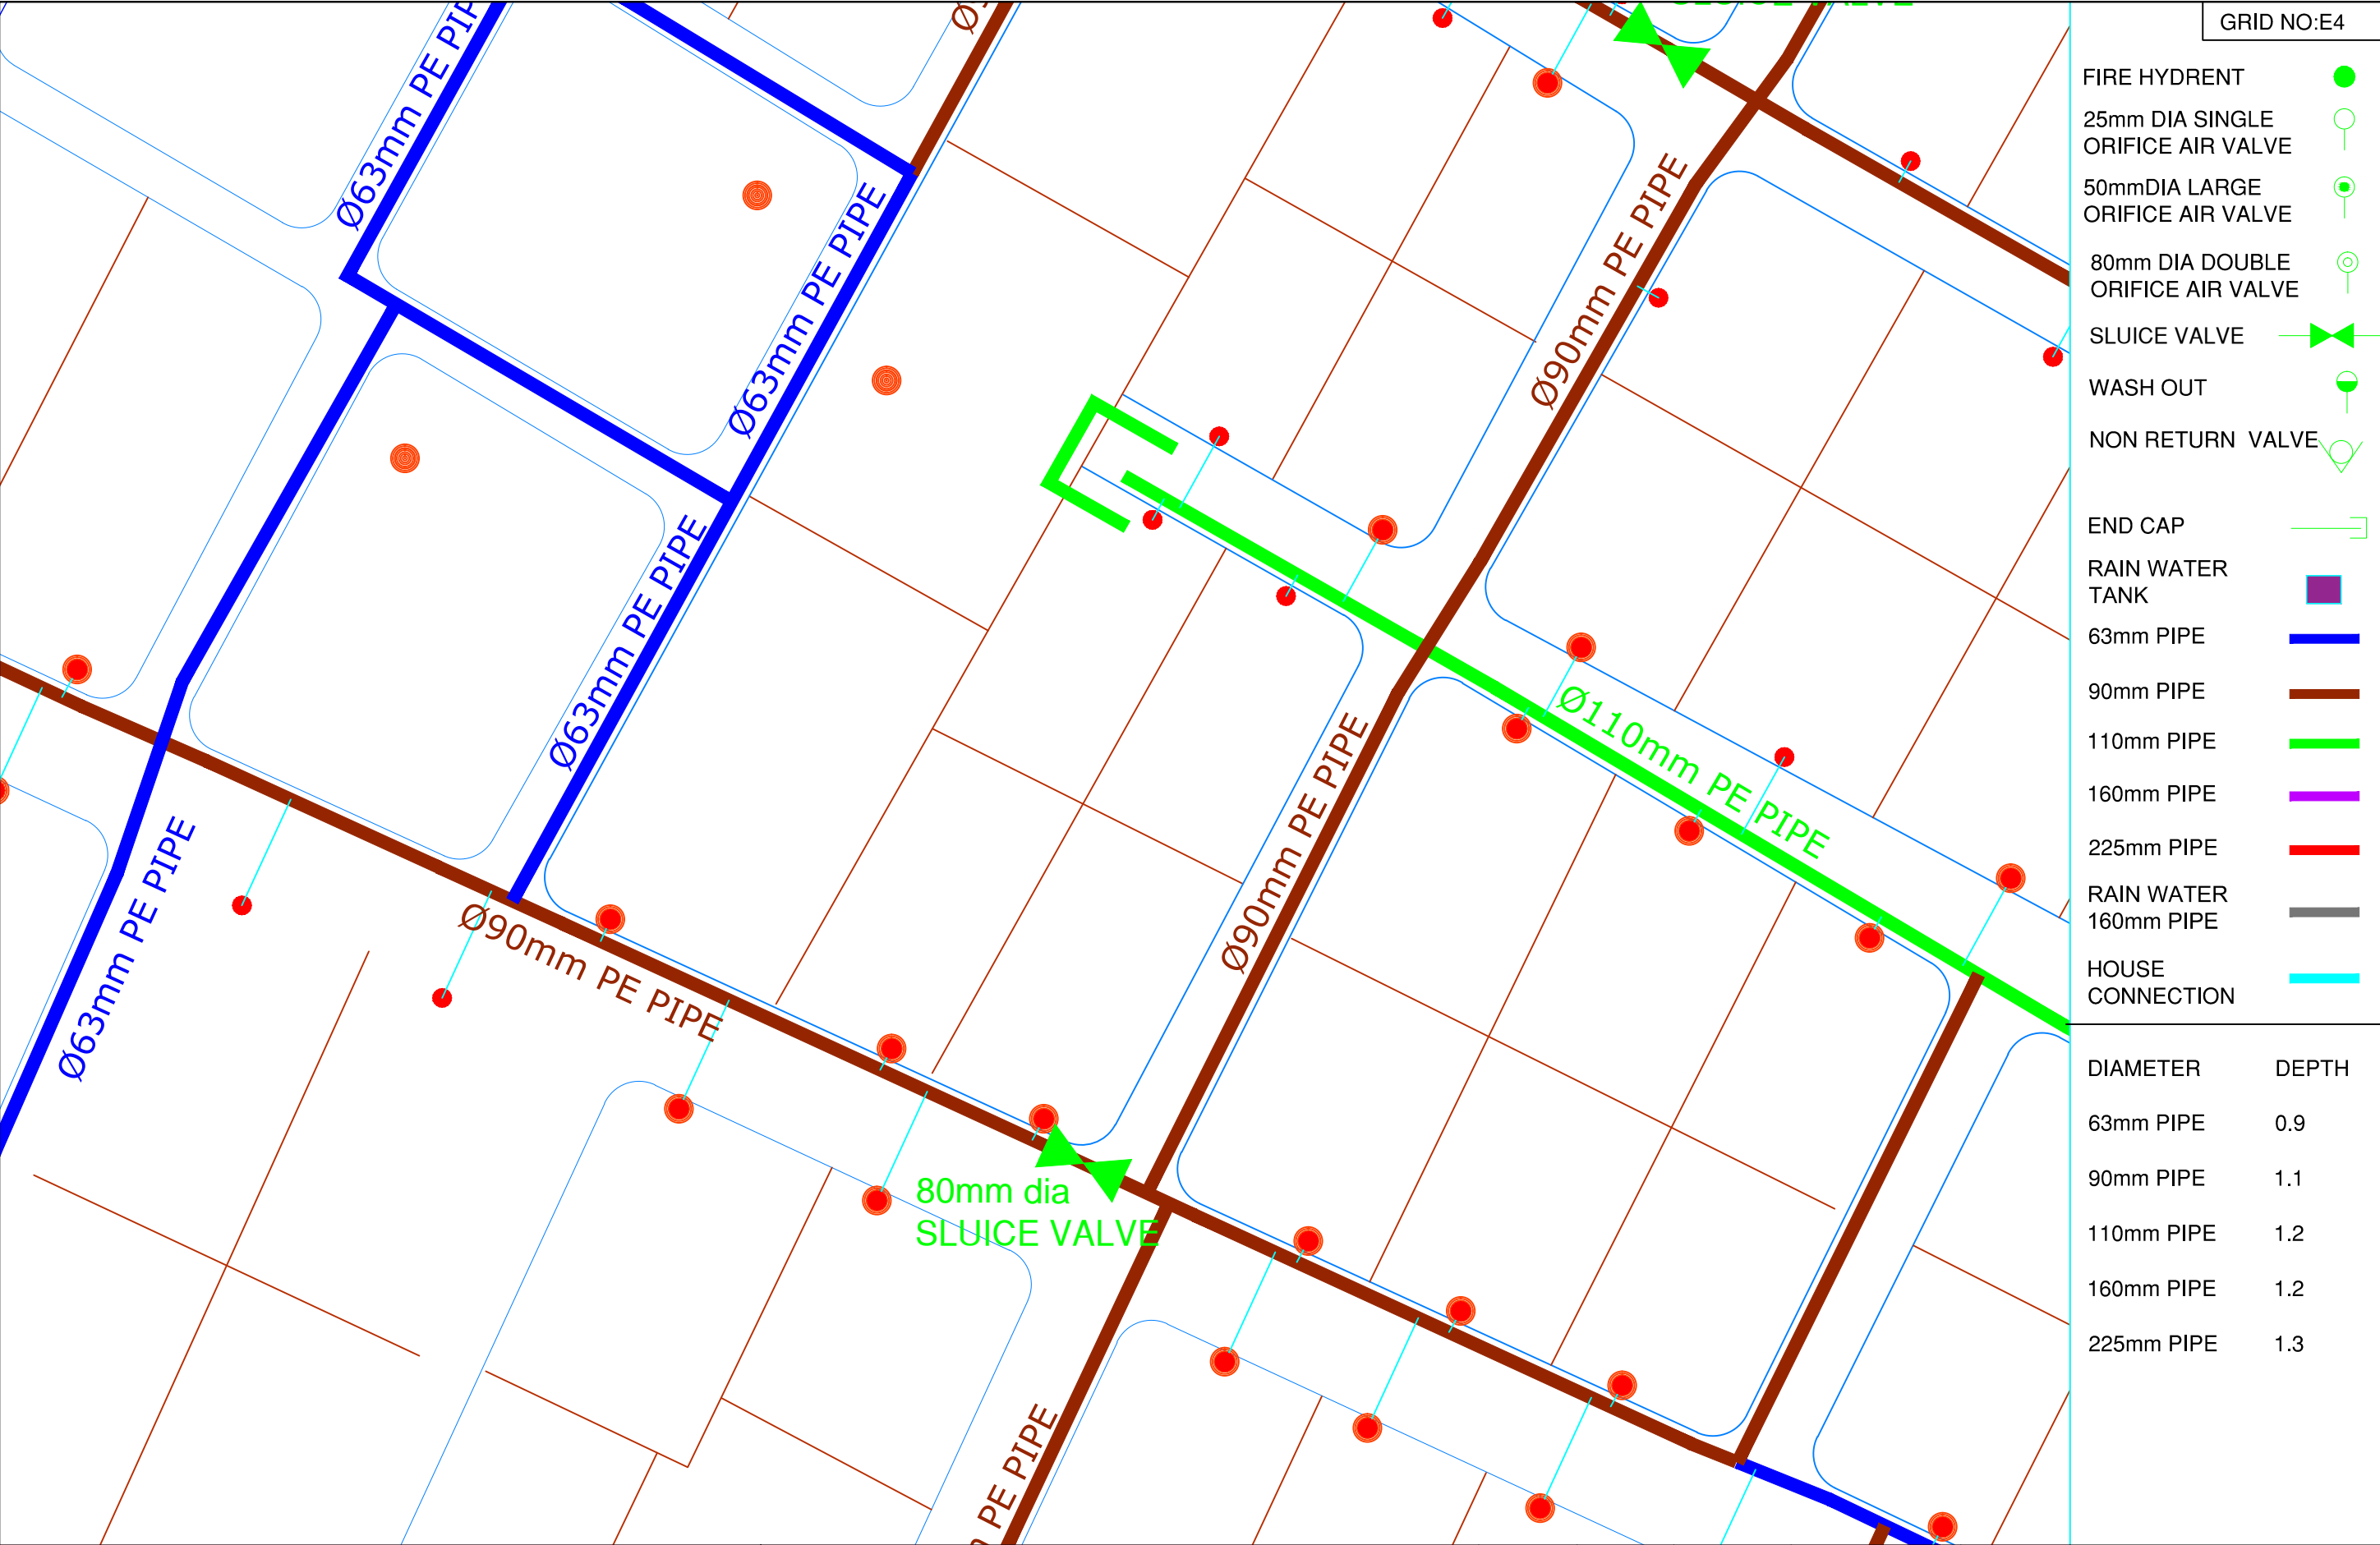 GRID NO:E4
FIRE HYDRENT
25mm DIA SINGLE
ORIFICE AIR VALVE
50mmDIA LARGE
ORIFICE AIR VALVE
80mm DIA DOUBLE
ORIFICE AIR VALVE
SLUICE VALVE
WASH OUT
NON RETURN VALVE
END CAP
RAIN WATER
TANK
63mm PIPE
90mm PIPE
110mm PIPE
160mm PIPE
225mm PIPE
RAIN WATER
160mm PIPE
HOUSE
CONNECTION
DIAMETER DEPTH
63mm PIPE 0.9
90mm PIPE 1.1
110mm PIPE 1.2
160mm PIPE 1.2
225mm PIPE 1.3
SLUICE VALVE
Ø63mm PE PIP
Ø63mm PE PIPE
Ø90mm PE PIPE
Ø63mm PE PIPE
Ø110mm PE PIPE
Ø90mm PE PIPE
Ø63mm PE PIPE
Ø90mm PE PIPE
80mm dia
SLUICE VALVE
PE PIPE